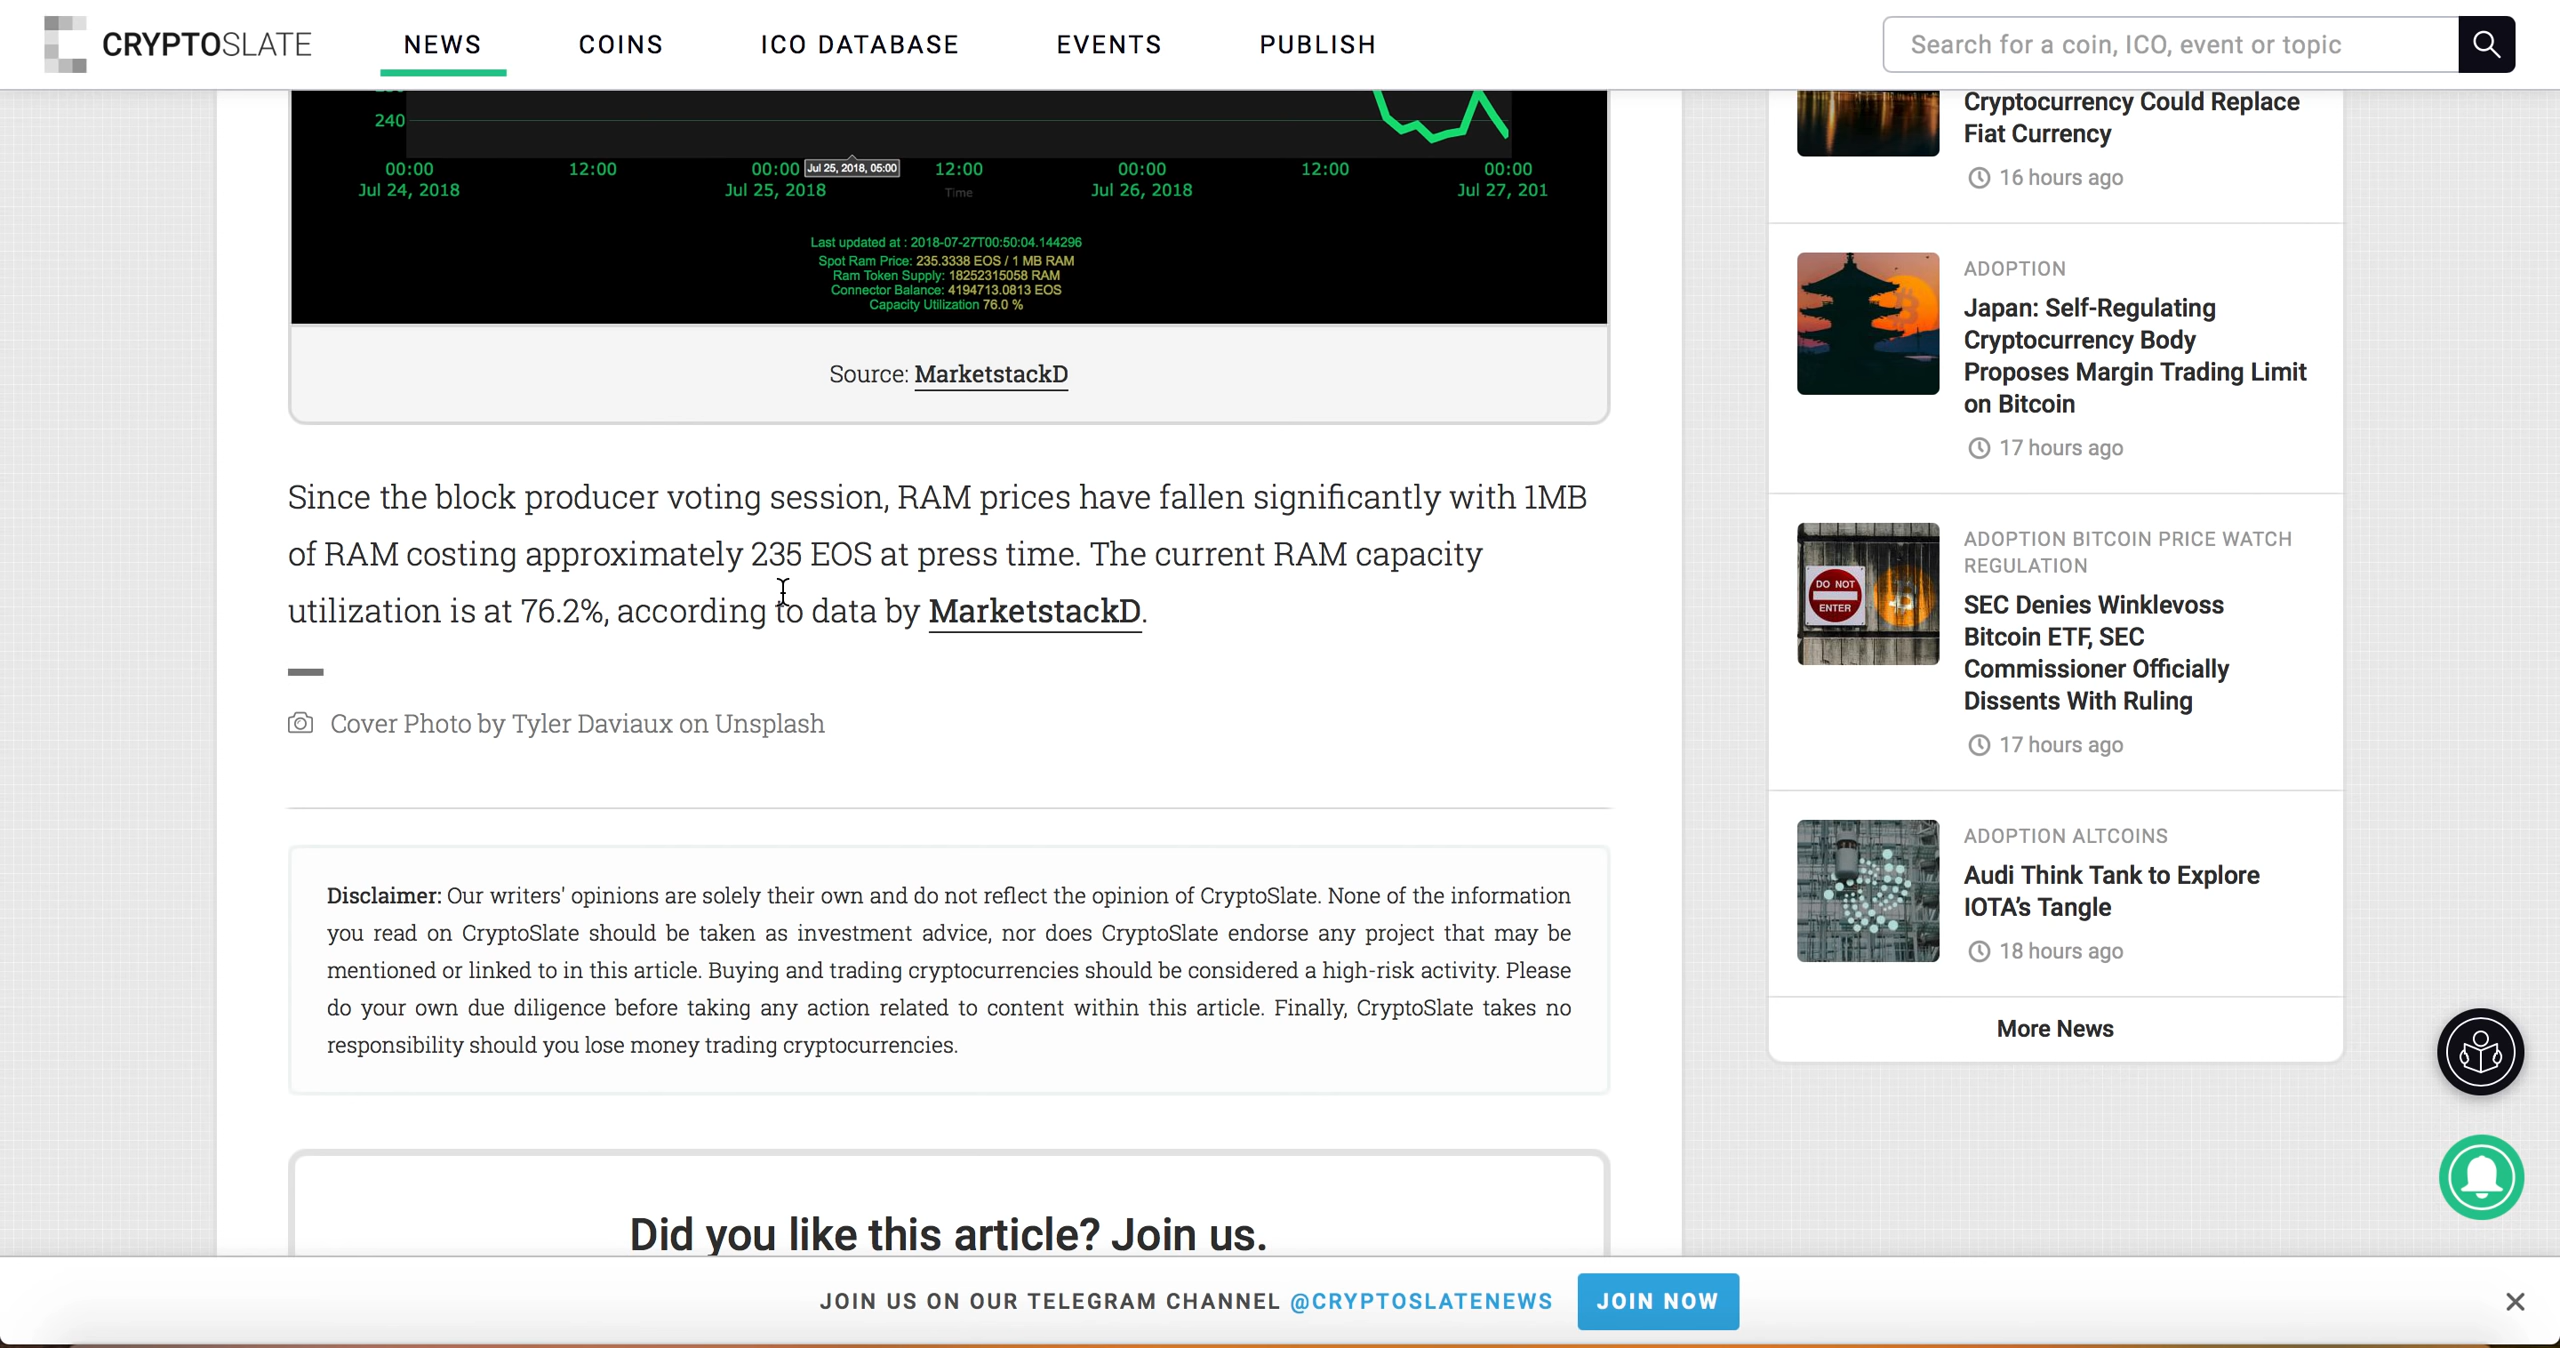 CRYPTOSLATE
NEWS
COINS
ICO DATABASE
EVENTS
PUBLISH
Search for a coin, ICO, event or topic
240
00:00 12:00 00:00 12:00 00:00 12:00 00:00
Jul 25, 2018, 05:00
Jul 24, 2018 Jul 25, 2018 Jul 26, 2018 Jul 27, 201
Time
Last updated at : 2018-07-27T00:50:04.144296
Spot Ram Price: 235.3338 EOS / 1 MB RAM
Ram Token Supply: 18252315058 RAM
Connector Balance: 4194713.0813 EOS
Capacity Utilization 76.0 %
Source: MarketstackD
Since the block producer voting session, RAM prices have fallen significantly with 1MB
of RAM costing approximately 235 EOS at press time. The current RAM capacity
utilization is at 76.2%, according to data by MarketstackD.
Cover Photo by Tyler Daviaux on Unsplash
Disclaimer: Our writers' opinions are solely their own and do not reflect the opinion of CryptoSlate. None of the information
you read on CryptoSlate should be taken as investment advice, nor does CryptoSlate endorse any project that may be
mentioned or linked to in this article. Buying and trading cryptocurrencies should be considered a high-risk activity. Please
do your own due diligence before taking any action related to content within this article. Finally, CryptoSlate takes no
responsibility should you lose money trading cryptocurrencies.
Did you like this article? Join us.
Cryptocurrency Could Replace
Fiat Currency
16 hours ago
ADOPTION
Japan: Self-Regulating
Cryptocurrency Body
Proposes Margin Trading Limit
on Bitcoin
17 hours ago
DO NOT
ENTER
ADOPTION BITCOIN PRICE WATCH
REGULATION
SEC Denies Winklevoss
Bitcoin ETF, SEC
Commissioner Officially
Dissents With Ruling
17 hours ago
ADOPTION ALTCOINS
Audi Think Tank to Explore
IOTA's Tangle
18 hours ago
More News
JOIN US ON OUR TELEGRAM CHANNEL @CRYPTOSLATENEWS
JOIN NOW